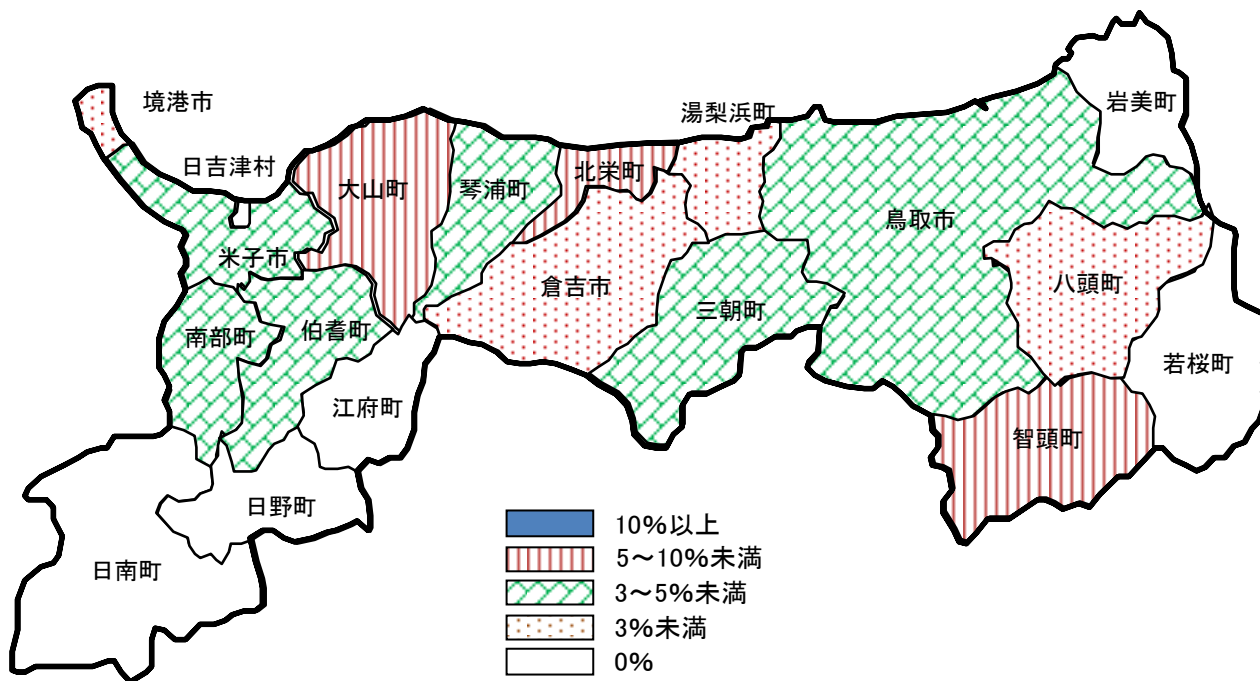 境港市
岩美町
湯梨浜町
日吉津村
北栄町
大山町
琴浦町
鳥取市
米子市
倉吉市
八頭町
三朝町
南部町
伯耆町
若桜町
江府町
智頭町
日野町
日南町
10%以上
5～10%未満
3～5%未満
3%未満
0%